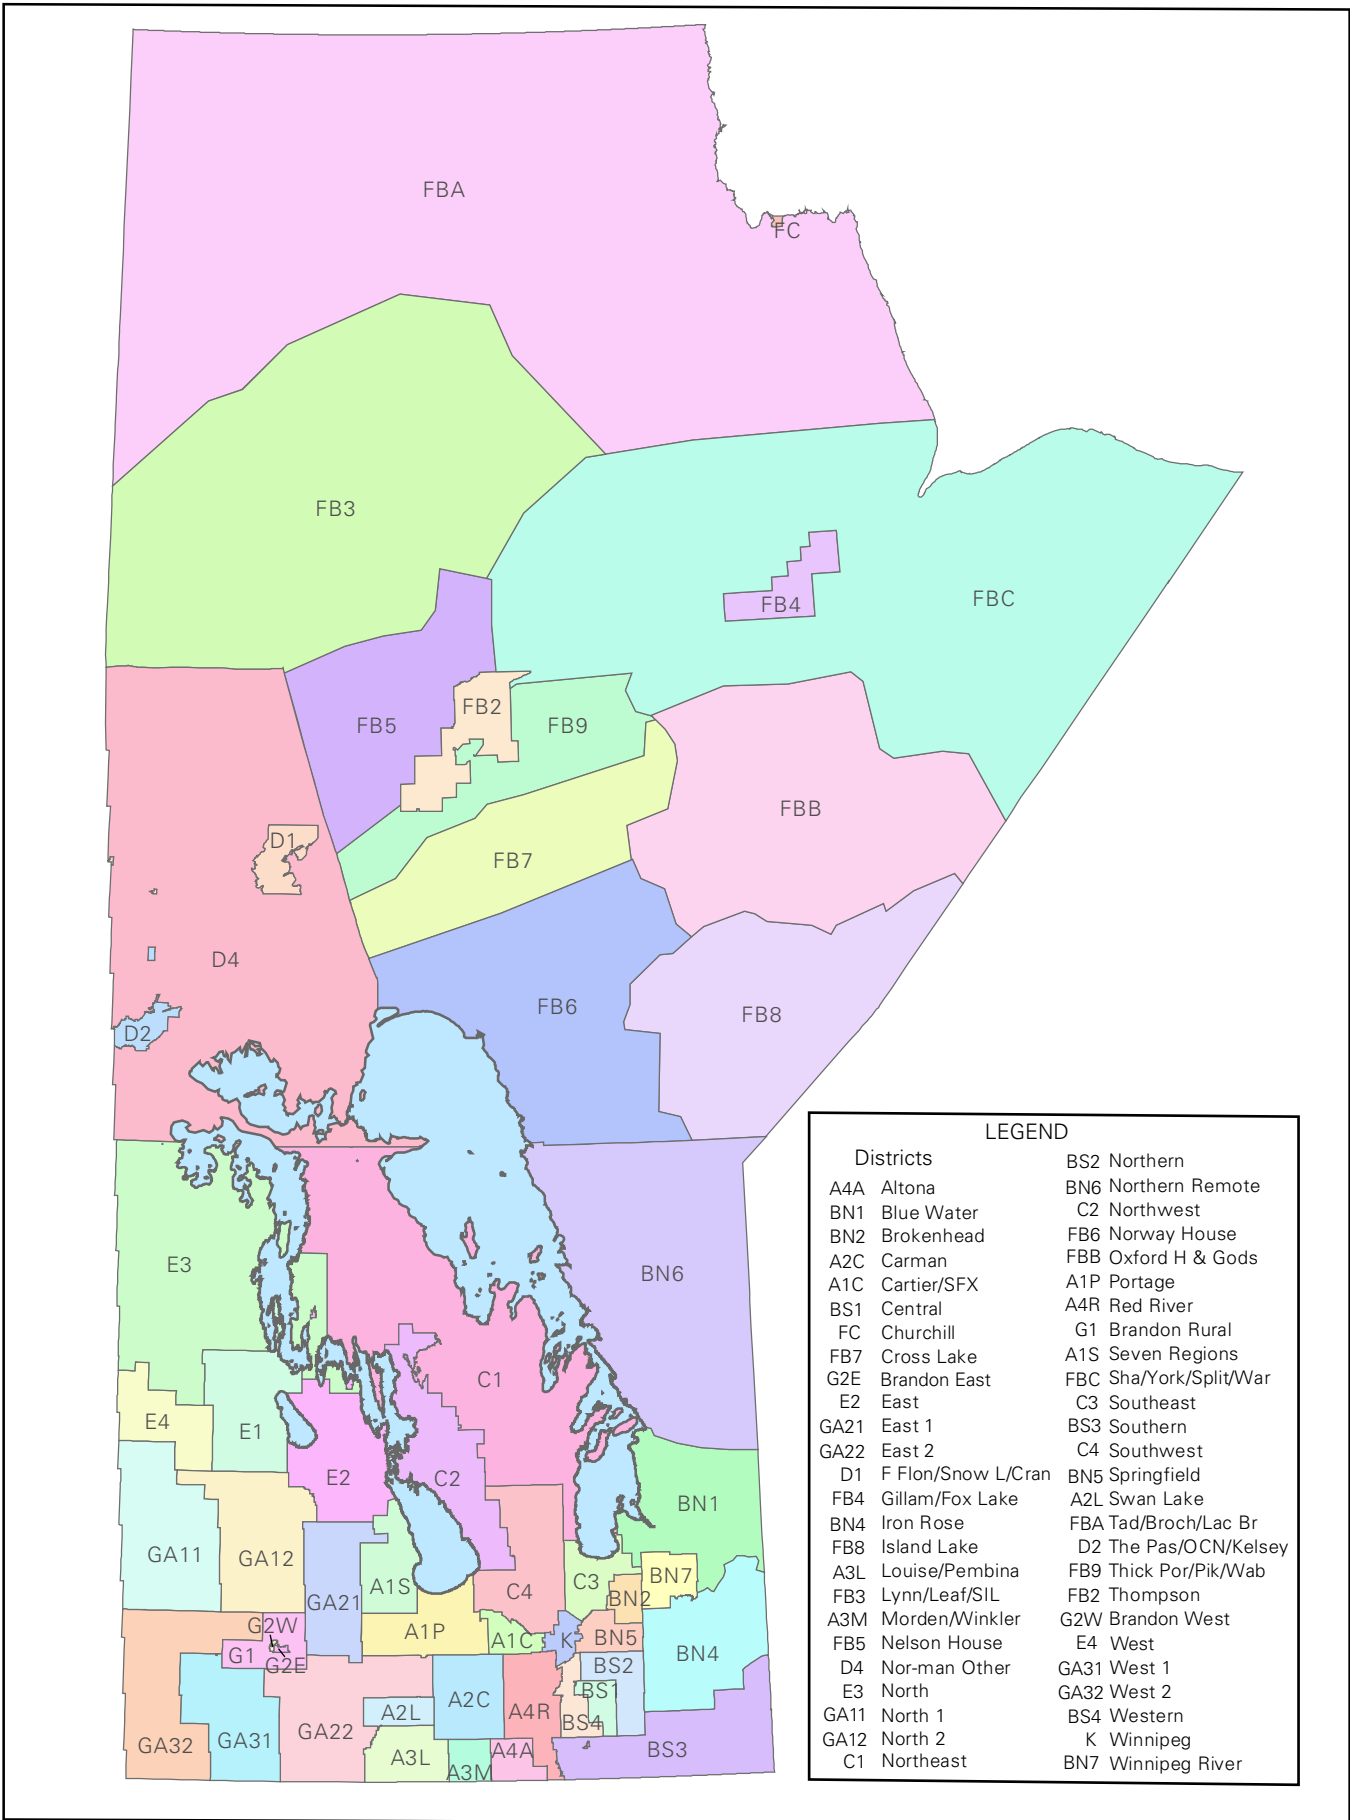 FBA
FC
FB3
FB4
FBC
FB2
FB5
FB9
FBB
D1
FB7
D4
FB6
FB8
D2
E3
BN6
C1
E4
E1
E2
C2
BN1
GA11
GA12
BN7
A1S
C4
C3
BN2
GA21
G2W
A1P
A1C
K
BN5
G1
G2E
BN4
BS2
BS1
A2C
A2L
A4R
BS4
GA22
GA31
GA32
A3L
A4A
BS3
A3M
LEGEND
Districts
A4A Altona
BN1 Blue Water
BN2 Brokenhead
A2C Carman
A1C Cartier/SFX
BS1 Central
FC Churchill
FB7 Cross Lake
G2E Brandon East
E2 East
GA21 East 1
GA22 East 2
D1 F Flon/Snow L/Cran
FB4 Gillam/Fox Lake
BN4 Iron Rose
FB8 Island Lake
A3L Louise/Pembina
FB3 Lynn/Leaf/SIL
A3M Morden/Winkler
FB5 Nelson House
D4 Nor-man Other
E3 North
GA11 North 1
GA12 North 2
C1 Northeast
BS2 Northern
BN6 Northern Remote
C2 Northwest
FB6 Norway House
FBB Oxford H & Gods
A1P Portage
A4R Red River
G1 Brandon Rural
A1S Seven Regions
FBC Sha/York/Split/War
C3 Southeast
BS3 Southern
C4 Southwest
BN5 Springfield
A2L Swan Lake
FBA Tad/Broch/Lac Br
D2 The Pas/OCN/Kelsey
FB9 Thick Por/Pik/Wab
FB2 Thompson
G2W Brandon West
E4 West
GA31 West 1
GA32 West 2
BS4 Western
K Winnipeg
BN7 Winnipeg River